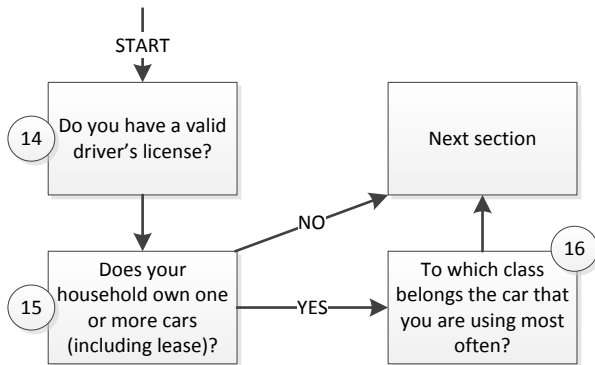 START
14
Do you have a valid
driver's license?
Next section
NO
15
Does your
household own one
or more cars
(including lease)?
YES
16
To which class
belongs the car that
you are using most
often?